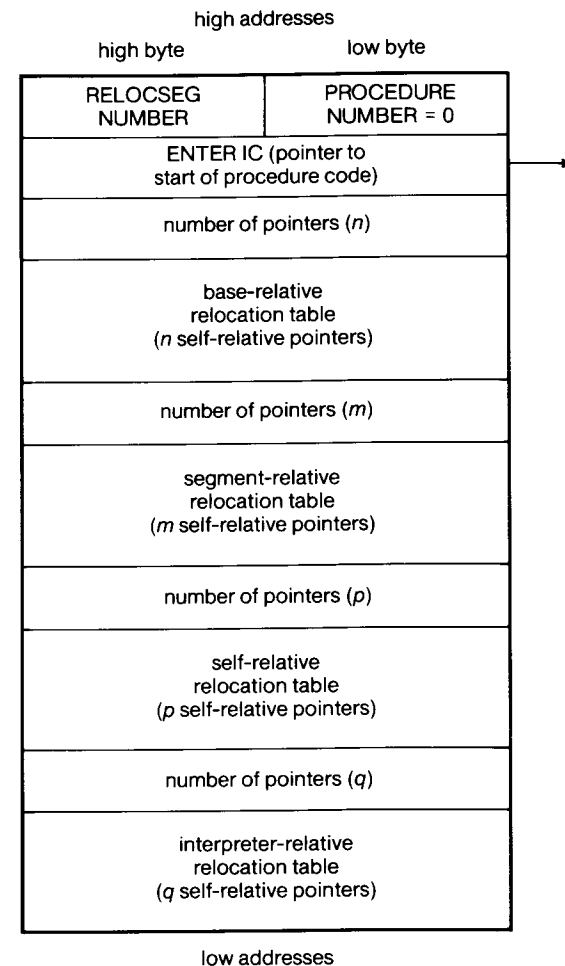 high addresses
high byte
low byte
RELOCSEG
NUMBER
PROCEDURE
NUMBER = 0
ENTER IC (pointer to
start of procedure code)
number of pointers (n)
base-relative
relocation table
(n self-relative pointers)
number of pointers (m)
segment-relative
relocation table
(m self-relative pointers)
number of pointers (p)
self-relative
relocation table
(p self-relative pointers)
number of pointers (q)
interpreter-relative
relocation table
(q self-relative pointers)
low addresses